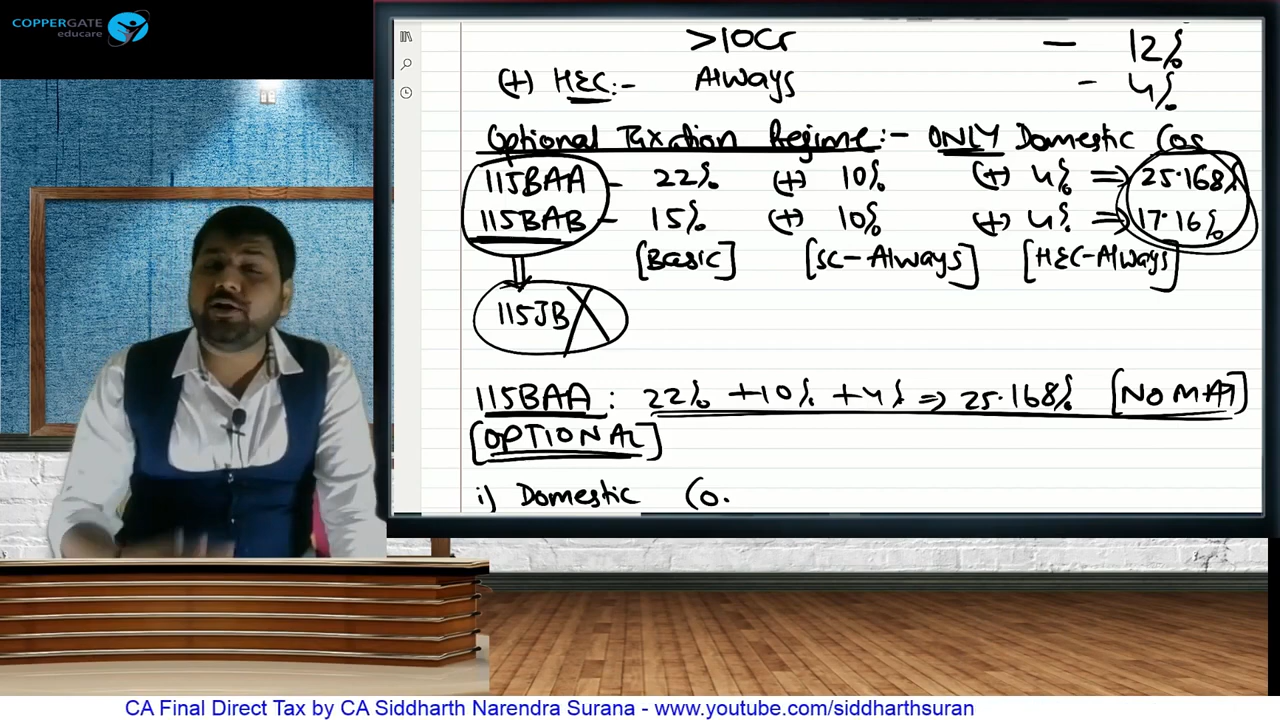 COPPERGATE
educare
>10Cr — 12%
(+) HEC:- Always - 4%
Optional Taxation Regime:- ONLY Domestic Cos
115BAA - 22% (+) 10% (+) 4% ⇒ 25.168%
115BAB - 15% (+) 10% (+) 4% ⇒ 17.16%
[Basic] [SC-Always] [HEC-Always]
115JB
115BAA: 22% +10% +4% ⇒ 25.168% [NO MAT]
[OPTIONAL]
i) Domestic Co.
CA Final Direct Tax by CA Siddharth Narendra Surana - www.youtube.com/siddharthsuran